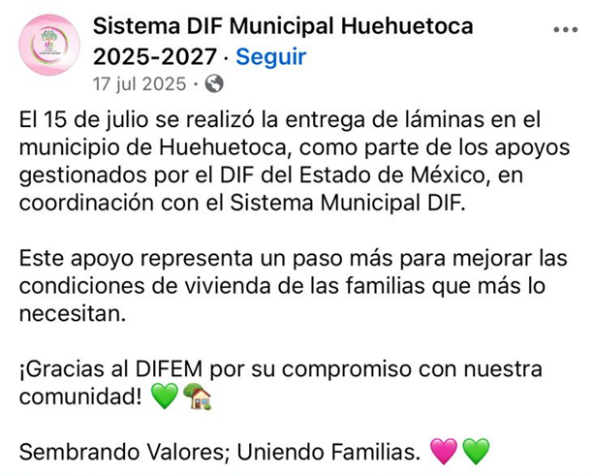 Sistema DIF Municipal Huehuetoca
2025-2027 · Seguir
17 jul 2025 ·
El 15 de julio se realizó la entrega de láminas en el
municipio de Huehuetoca, como parte de los apoyos
gestionados por el DIF del Estado de México, en
coordinación con el Sistema Municipal DIF.
Este apoyo representa un paso más para mejorar las
condiciones de vivienda de las familias que más lo
necesitan.
¡Gracias al DIFEM por su compromiso con nuestra
comunidad! 💚🏡
Sembrando Valores; Uniendo Familias. 🩷💚